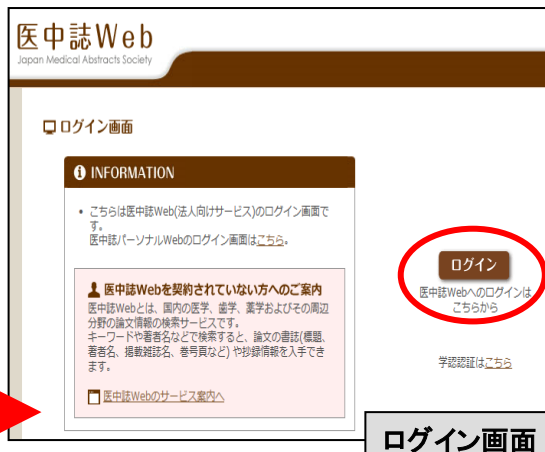 医中誌Web
Japan Medical Abstracts Society
ログイン画面
INFORMATION
• こちらは医中誌Web(法人向けサービス)のログイン画面で
す。
医中誌パーソナルWebのログイン画面はこちら。
医中誌Webを契約されていない方へのご案内
医中誌Webとは、国内の医学、歯学、薬学およびその周辺
分野の論文情報の検索サービスです。
キーワードや著者名などで検索すると、論文の書誌(標題、
著者名、掲載雑誌名、巻号頁など) や抄録情報を入手でき
ます。
医中誌Webのサービス案内へ
ログイン
医中誌Webへのログインは
こちらから
学認認証はこちら
ログイン画面